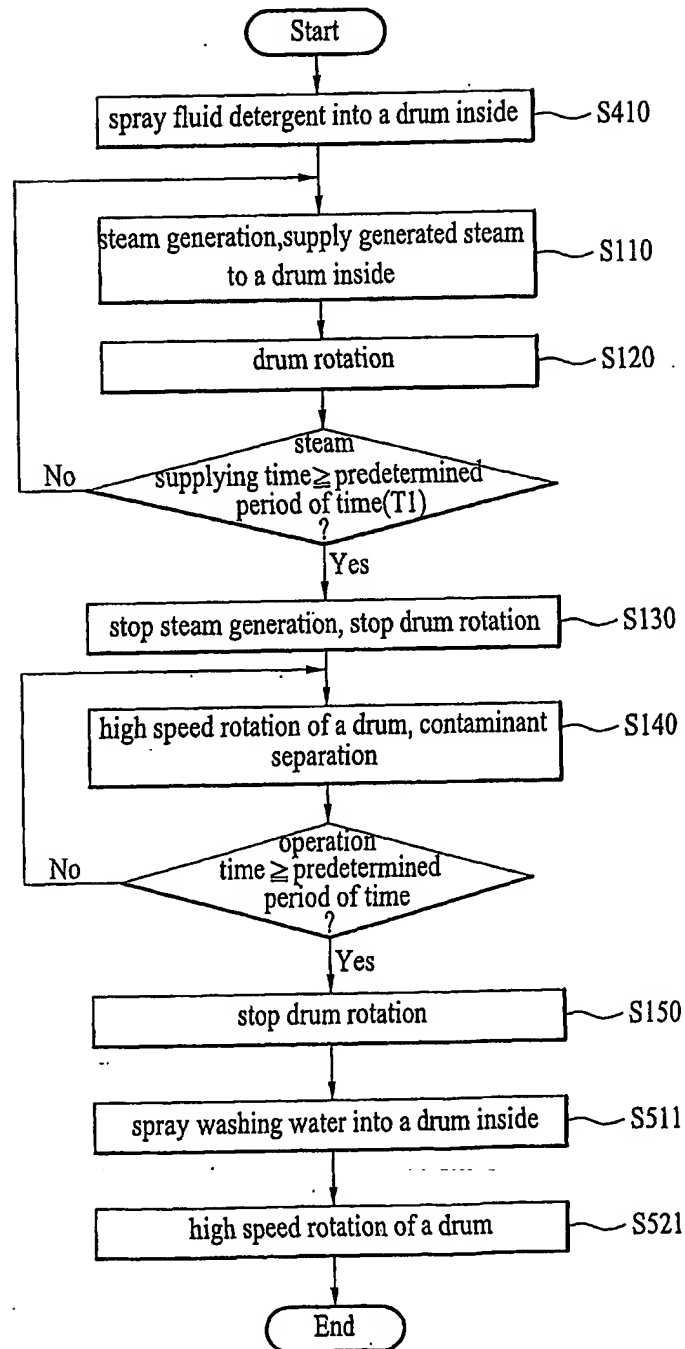 Start
spray fluid detergent into a drum inside
S410
steam generation,supply generated steam
to a drum inside
S110
drum rotation
S120
steam
supplying time≧predetermined
period of time(T1)
?
No
Yes
stop steam generation, stop drum rotation
S130
high speed rotation of a drum, contaminant
separation
S140
operation
time≧predetermined
period of time
?
No
Yes
stop drum rotation
S150
spray washing water into a drum inside
S511
high speed rotation of a drum
S521
End